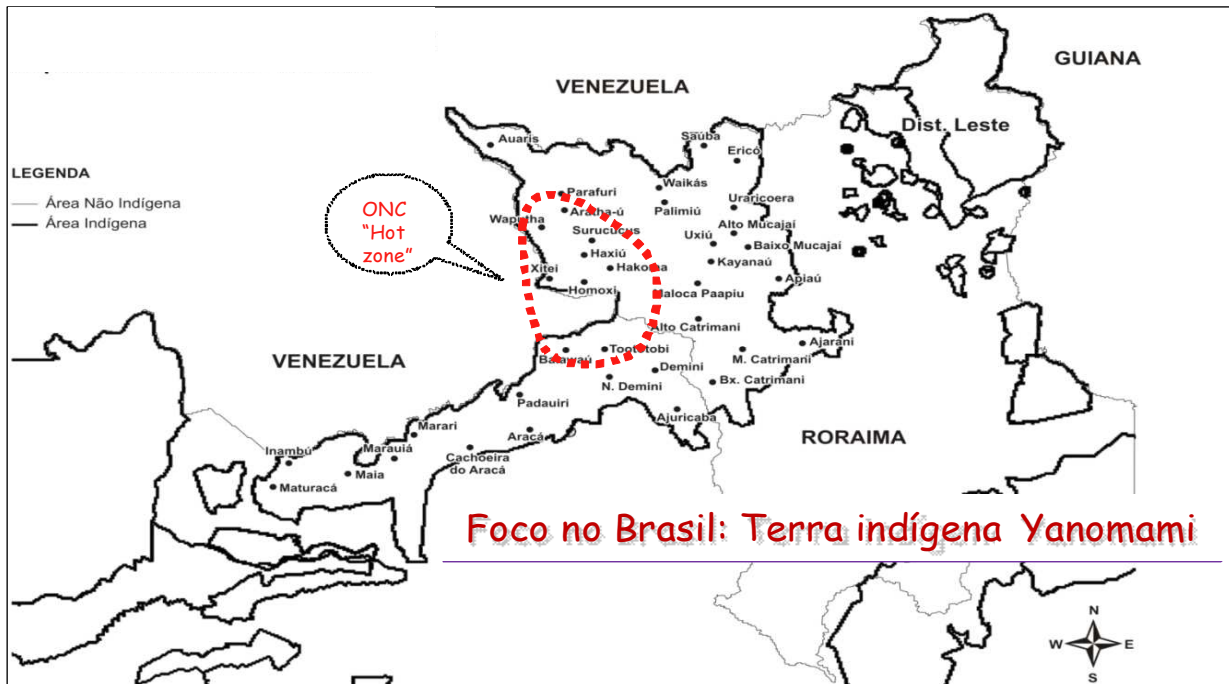 GUIANA
VENEZUELA
Dist. Leste
Auaris
Saúba
Ericó
LEGENDA
Área Não Indígena
Área Indígena
ONC
“Hot
zone”
Parafuri
Waikás
Aratha-ú
Palimiú
Uraricoera
Waputha
Alto Mucajaí
Surucucus
Uxiú
Baixo Mucajaí
Haxiú
Kayanaú
Xitei
Hakoma
Apiaú
Homoxi
Maloca Paapiu
Alto Catrimani
VENEZUELA
Balawaú
Toototobi
M. Catrimani
Ajarani
Demini
N. Demini
Bx. Catrimani
Padauiri
Ajuricaba
Marari
Aracá
RORAIMA
Inambú
Marauiá
Cachoeira
do Aracá
Maia
Maturacá
Foco no Brasil: Terra indígena Yanomami
N
W
E
S